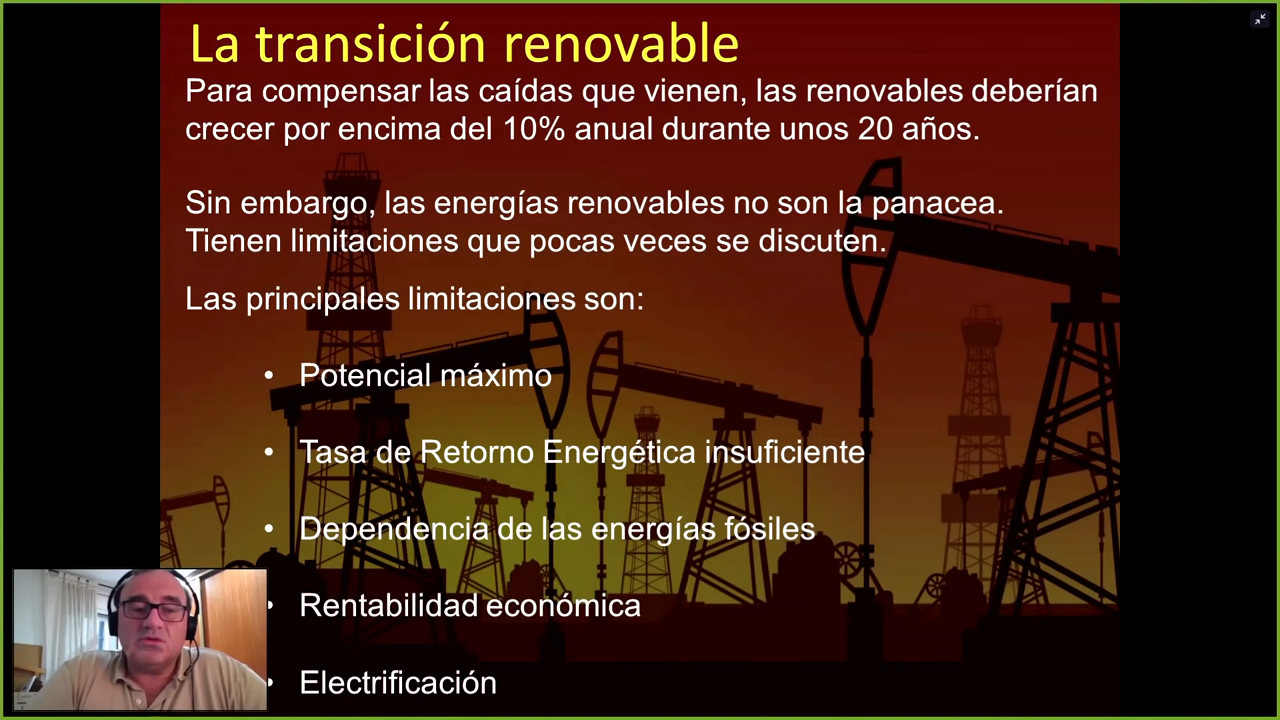 La transición renovable
Para compensar las caídas que vienen, las renovables deberían
crecer por encima del 10% anual durante unos 20 años.
Sin embargo, las energías renovables no son la panacea.
Tienen limitaciones que pocas veces se discuten.
Las principales limitaciones son:
• Potencial máximo
• Tasa de Retorno Energética insuficiente
• Dependencia de las energías fósiles
• Rentabilidad económica
• Electrificación